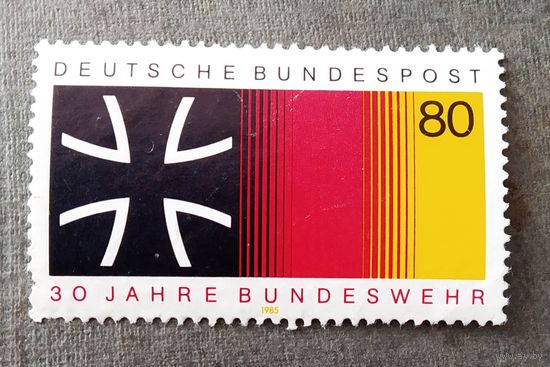 DEUTSCHE BUNDESPOST
80
30 JAHRE BUNDESWEHR
1985